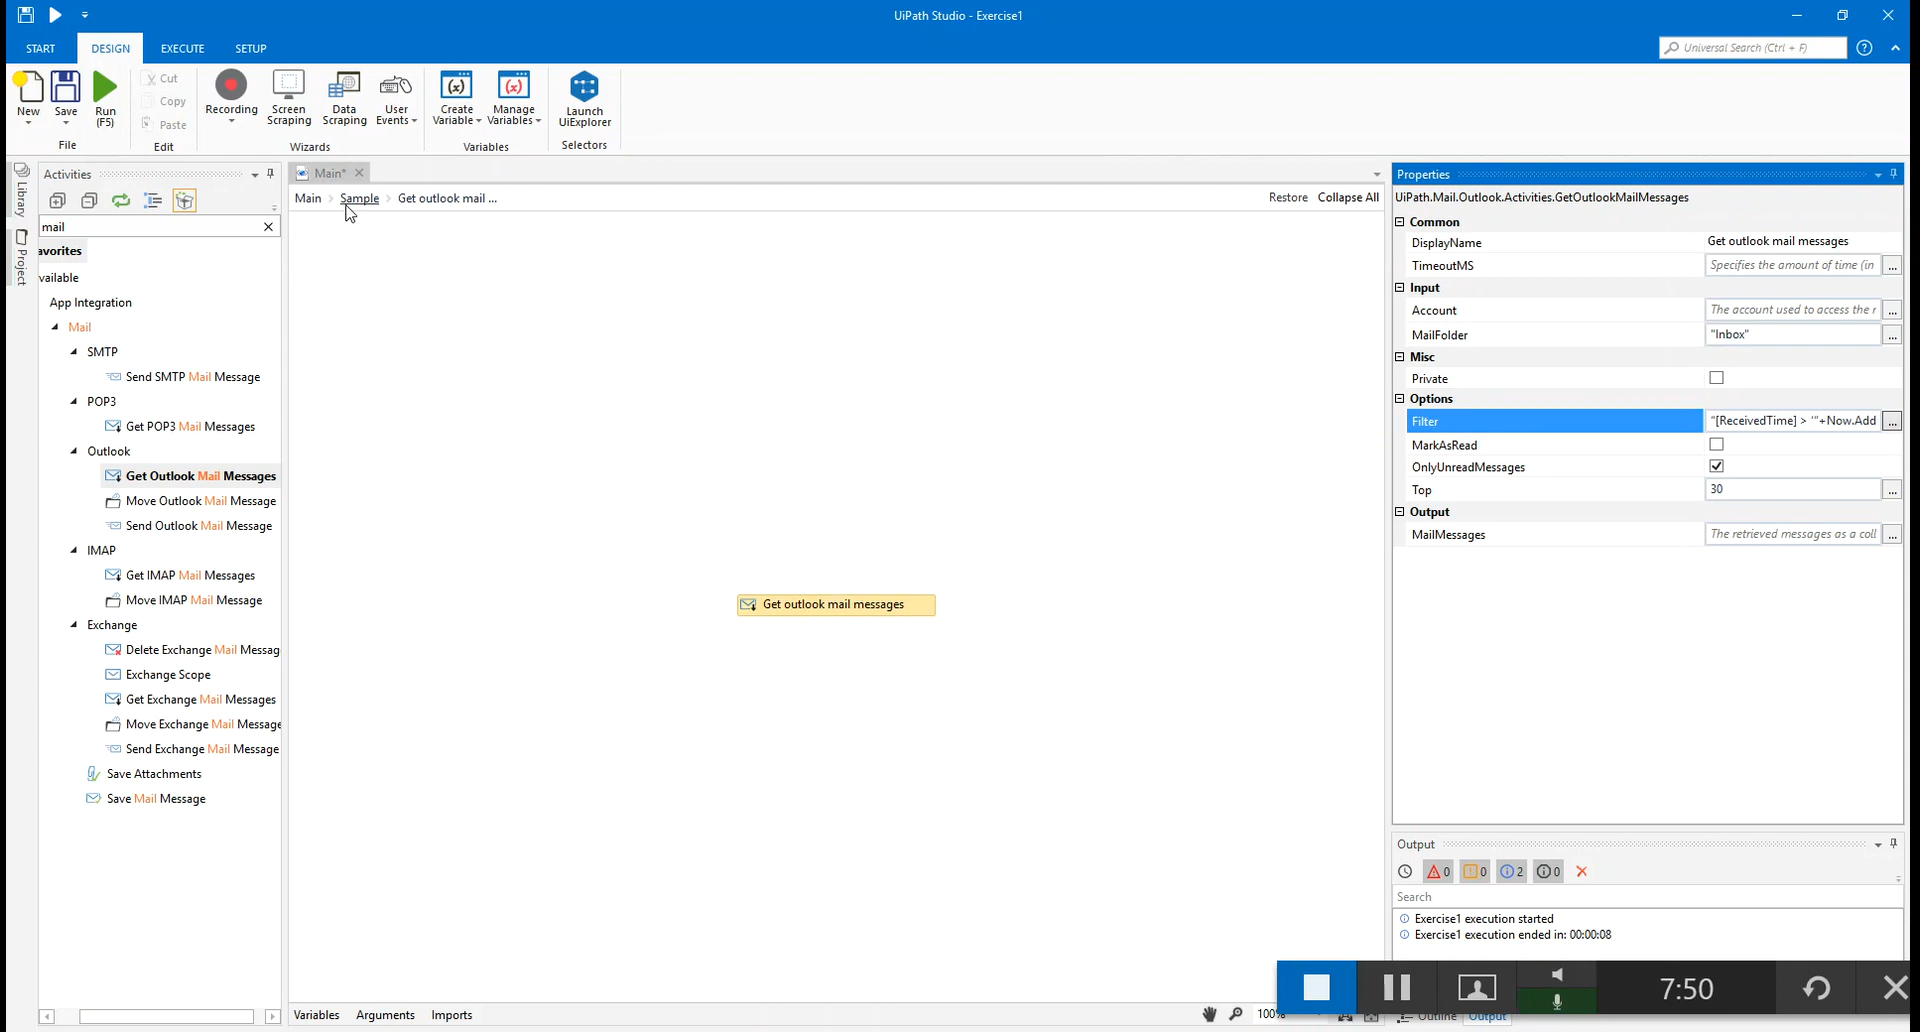 UiPath Studio - Exercise1
START DESIGN EXECUTE SETUP
Universal Search (Ctrl + F)
New Save Run (F5)
Cut
Copy
Paste
Recording Screen Scraping Data Scraping User Events
Create Variable Manage Variables
Launch UiExplorer
File Edit Wizards Variables Selectors
Library
Project
Activities
mail
avorites
vailable
App Integration
Mail
SMTP
Send SMTP Mail Message
POP3
Get POP3 Mail Messages
Outlook
Get Outlook Mail Messages
Move Outlook Mail Message
Send Outlook Mail Message
IMAP
Get IMAP Mail Messages
Move IMAP Mail Message
Exchange
Delete Exchange Mail Messag
Exchange Scope
Get Exchange Mail Messages
Move Exchange Mail Message
Send Exchange Mail Message
Save Attachments
Save Mail Message
Main*
Main Sample Get outlook mail ...
Restore Collapse All
Get outlook mail messages
Variables Arguments Imports
100%
Properties
UiPath.Mail.Outlook.Activities.GetOutlookMailMessages
Common
DisplayName Get outlook mail messages
TimeoutMS Specifies the amount of time (in ...
Input
Account The account used to access the r ...
MailFolder "Inbox" ...
Misc
Private
Options
Filter "[ReceivedTime] > '"+Now.Add ...
MarkAsRead
OnlyUnreadMessages
Top 30 ...
Output
MailMessages The retrieved messages as a coll ...
Output
0 0 2 0
Search
Exercise1 execution started
Exercise1 execution ended in: 00:00:08
7:50
Outline Output